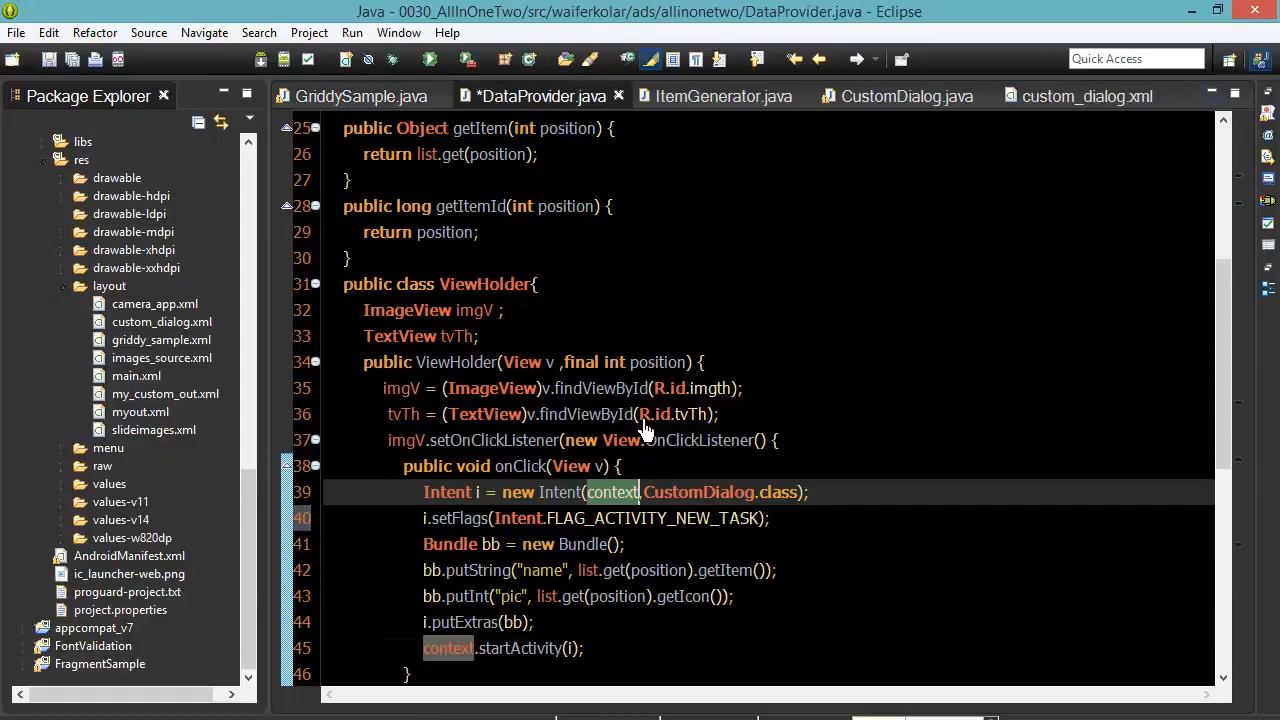 Java - 0030_AllInOneTwo/src/waiferkolar/ads/allinonetwo/DataProvider.java - Eclipse
File Edit Refactor Source Navigate Search Project Run Window Help
Quick Access
Package Explorer
GriddySample.java *DataProvider.java ItemGenerator.java CustomDialog.java custom_dialog.xml
libs
res
drawable
drawable-hdpi
drawable-ldpi
drawable-mdpi
drawable-xhdpi
drawable-xxhdpi
layout
camera_app.xml
custom_dialog.xml
griddy_sample.xml
images_source.xml
main.xml
my_custom_out.xml
myout.xml
slideimages.xml
menu
raw
values
values-v11
values-v14
values-w820dp
AndroidManifest.xml
ic_launcher-web.png
proguard-project.txt
project.properties
appcompat_v7
FontValidation
FragmentSample
25 public Object getItem(int position) {
26 return list.get(position);
27 }
28 public long getItemId(int position) {
29 return position;
30 }
31 public class ViewHolder{
32 ImageView imgV ;
33 TextView tvTh;
34 public ViewHolder(View v ,final int position) {
35 imgV = (ImageView)v.findViewById(R.id.imgth);
36 tvTh = (TextView)v.findViewById(R.id.tvTh);
37 imgV.setOnClickListener(new View.OnClickListener() {
38 public void onClick(View v) {
39 Intent i = new Intent(context,CustomDialog.class);
40 i.setFlags(Intent.FLAG_ACTIVITY_NEW_TASK);
41 Bundle bb = new Bundle();
42 bb.putString("name", list.get(position).getItem());
43 bb.putInt("pic", list.get(position).getIcon());
44 i.putExtras(bb);
45 context.startActivity(i);
46 }